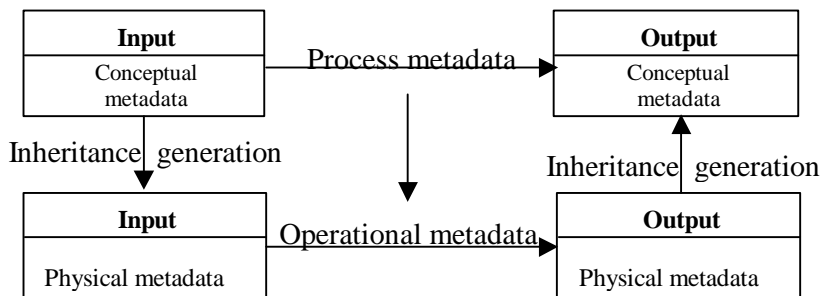 Input
Conceptual
metadata
Process metadata
Output
Conceptual
metadata
Inheritance generation
Inheritance generation
Input
Physical metadata
Operational metadata
Output
Physical metadata